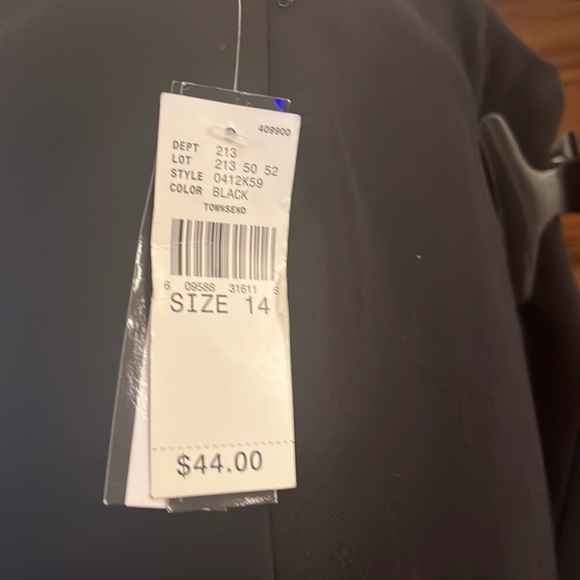 409900
DEPT 213
LOT 213 50 52
STYLE 0412K59
COLOR BLACK
TOWNSEND
6 09588 31611 6
SIZE 14
$44.00